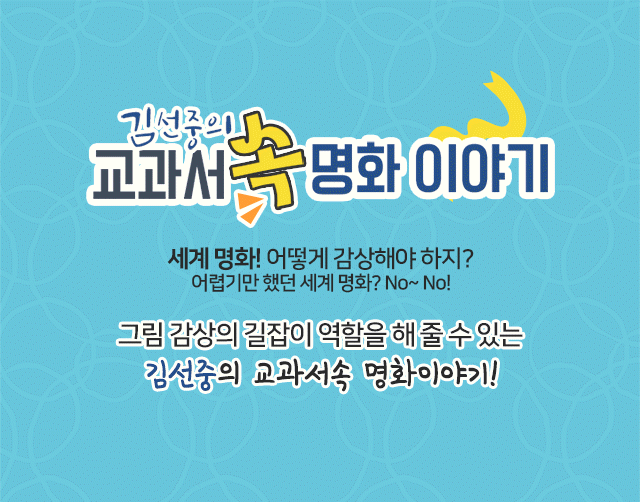 김선중의
교과서 속 명화 이야기
세계 명화! 어떻게 감상해야 하지?
어렵기만 했던 세계 명화? No~ No!
그림 감상의 길잡이 역할을 해 줄 수 있는
김선중의 교과서속 명화이야기!